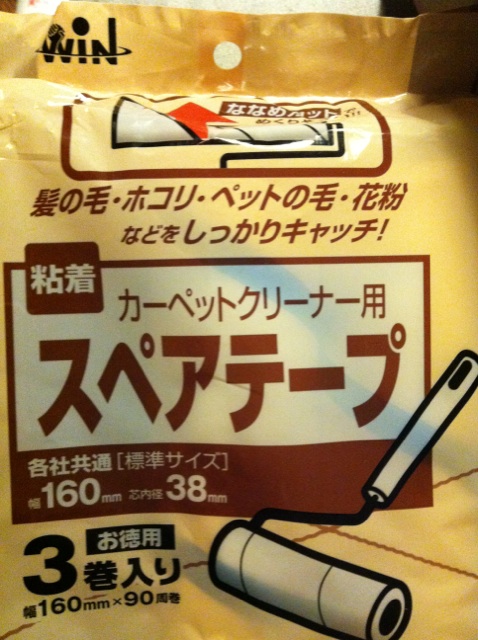 WiN
ななめカット
髪の毛・ホコリ・ペットの毛・花粉
などをしっかりキャッチ!
粘着
カーペットクリーナー用
スペアテープ
各社共通[標準サイズ]
幅160mm 芯内径38mm
お徳用
3巻入り
幅160mm×90周巻